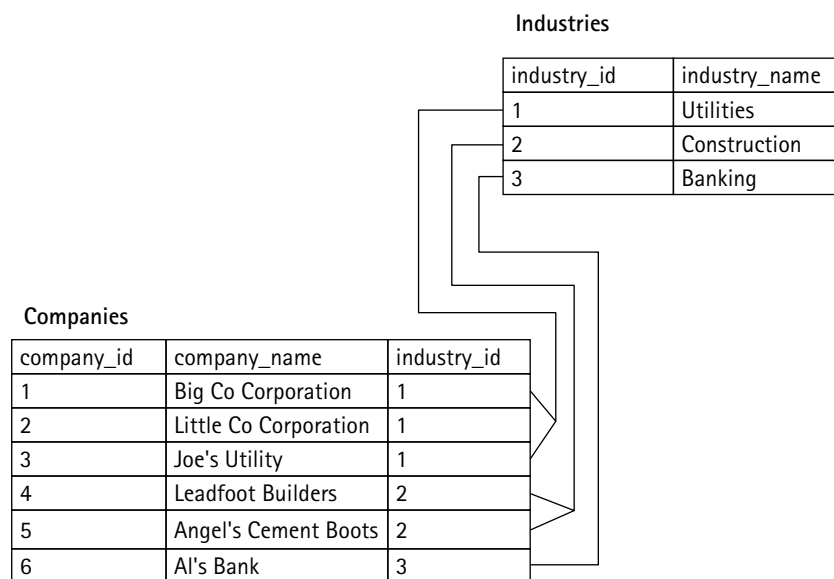 Industries
industry_id industry_name
1 Utilities
2 Construction
3 Banking
Companies
company_id company_name industry_id
1 Big Co Corporation 1
2 Little Co Corporation 1
3 Joe's Utility 1
4 Leadfoot Builders 2
5 Angel's Cement Boots 2
6 Al's Bank 3